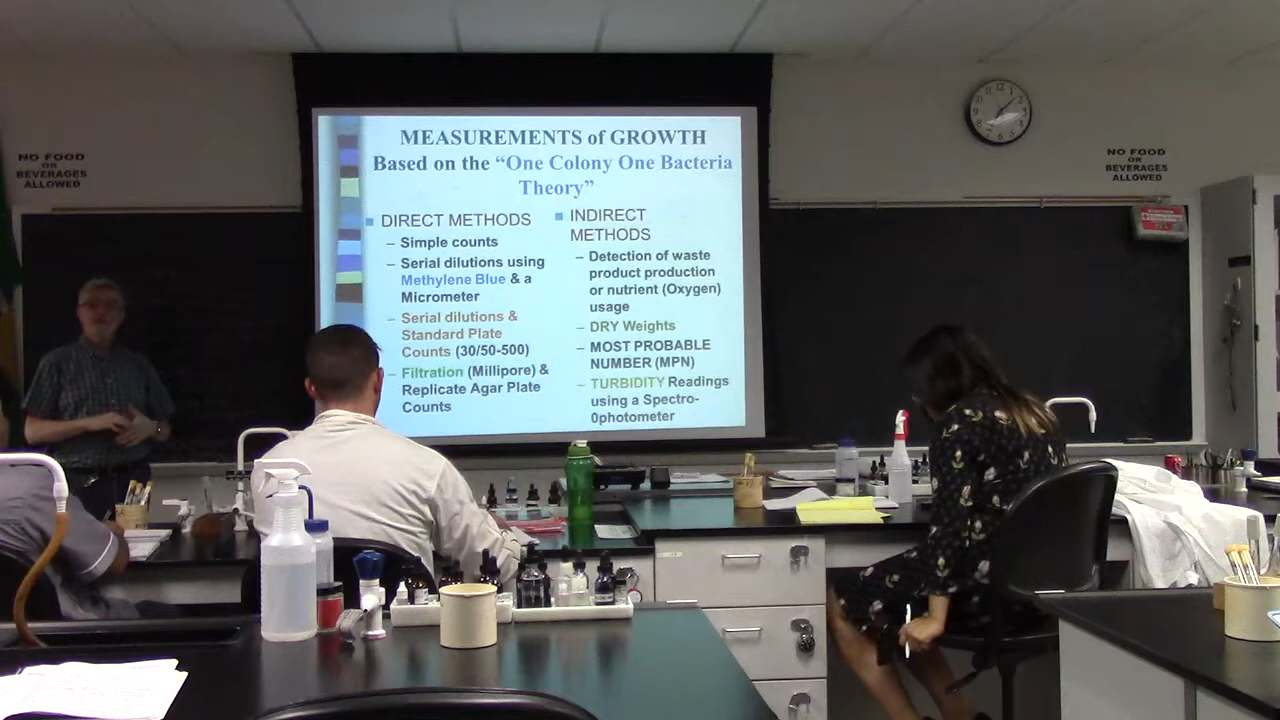 MEASUREMENTS of GROWTH
Based on the “One Colony One Bacteria
Theory”
DIRECT METHODS
– Simple counts
– Serial dilutions using
Methylene Blue & a
Micrometer
– Serial dilutions &
Standard Plate
Counts (30/50-500)
– Filtration (Millipore) &
Replicate Agar Plate
Counts
INDIRECT
METHODS
– Detection of waste
product production
or nutrient (Oxygen)
usage
– DRY Weights
– MOST PROBABLE
NUMBER (MPN)
– TURBIDITY Readings
using a Spectro-
0photometer
NO FOOD
OR
BEVERAGES
ALLOWED
NO FOOD
OR
BEVERAGES
ALLOWED